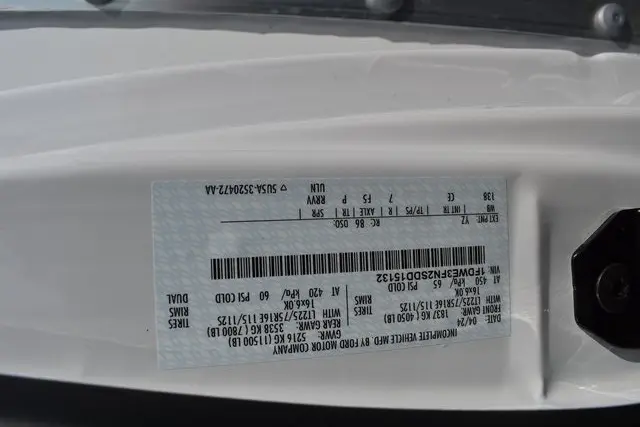 INCOMPLETE VEHICLE MFD. BY FORD MOTOR COMPANY
04/24 GVWR: 5216 KG (11500 LB)
FRONT GAWR: 1837 KG (4050 LB) REAR GAWR: 3538 KG (7800 LB)
WITH LT225/75R16E 115/112S TIRES WITH LT225/75R16E 115/112S TIRES
16x6.0K RIMS 16x6.0K RIMS
AT 450 kPa/ 65 PSI COLD AT 420 kPa/ 60 PSI COLD DUAL
VIN: 1FDWE3FN2SDD15132
EXT PNT: YZ RC: 86 DSO:
WB INT TR TP/PS R AXLE TR SPR
138 CE 7 F5 P RRVV
ULN
5U5A-3520472-AA